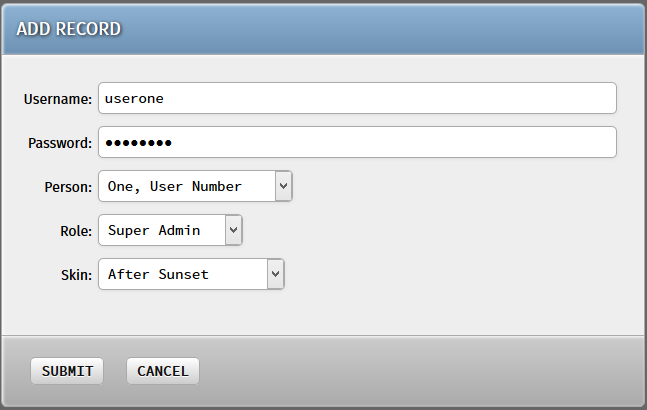 ADD RECORD
Username: userone
Password: ●●●●●●●●
Person: One, User Number
Role: Super Admin
Skin: After Sunset
SUBMIT CANCEL